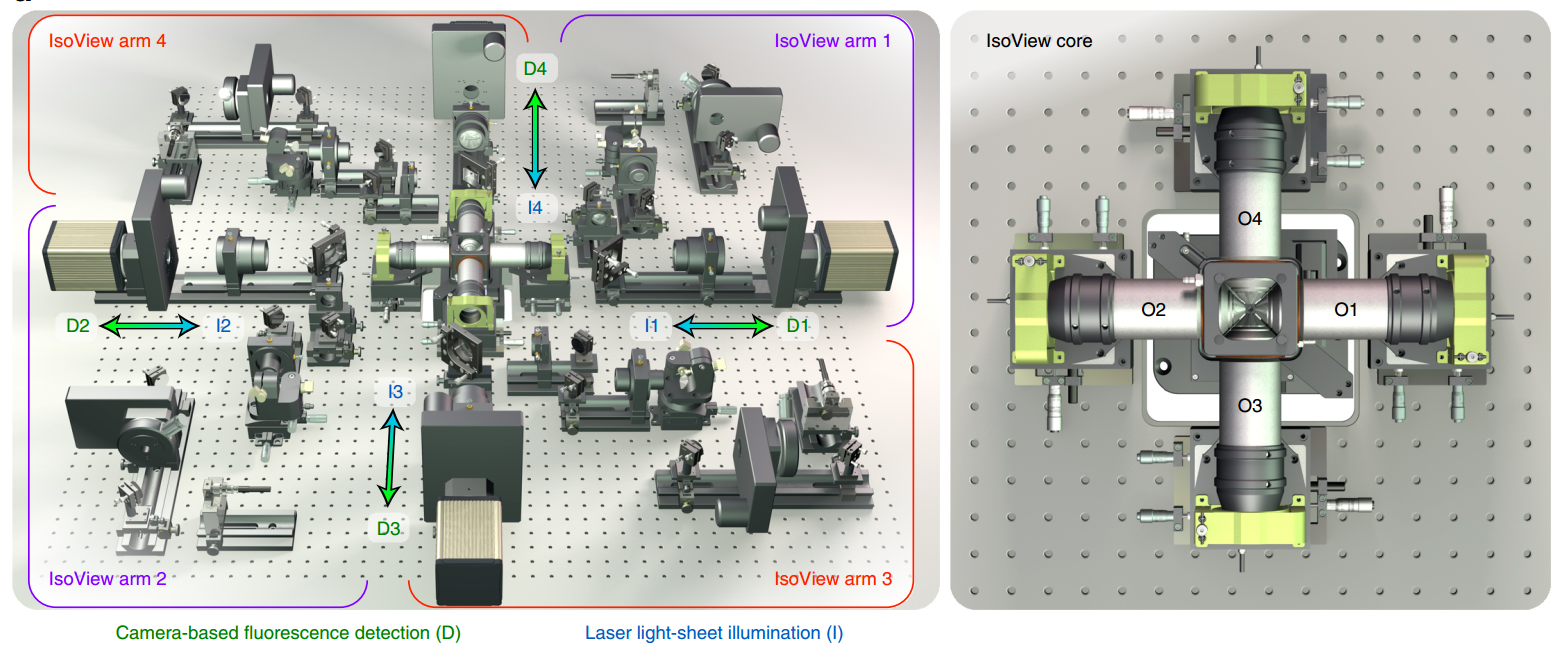 IsoView arm 4
IsoView arm 1
D4
I4
D2
I2
I1
D1
I3
D3
IsoView arm 2
IsoView arm 3
Camera-based fluorescence detection (D)
Laser light-sheet illumination (I)
IsoView core
O4
O2
O1
O3